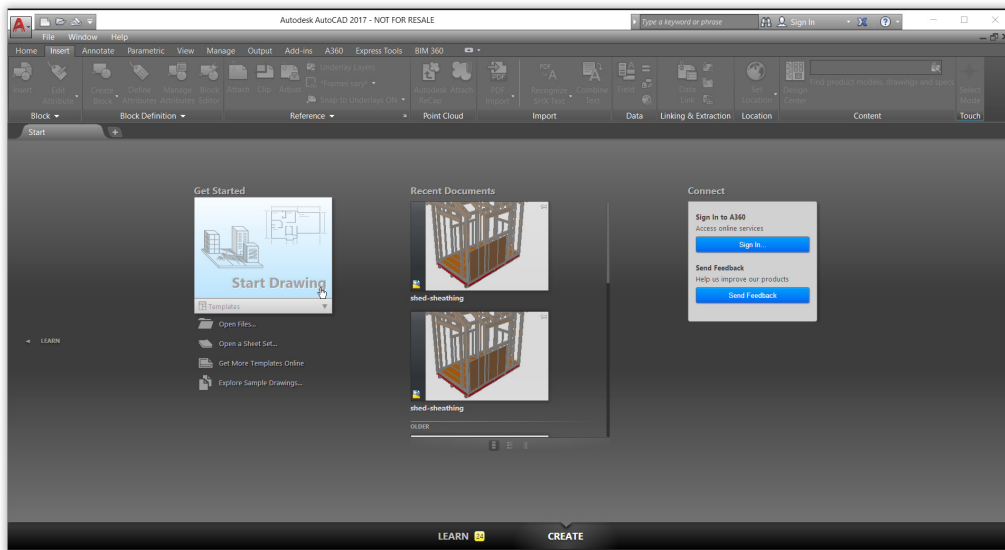 Autodesk AutoCAD 2017 - NOT FOR RESALE
Type a keyword or phrase
Sign In
File Window Help
Home Insert Annotate Parametric View Manage Output Add-ins A360 Express Tools BIM 360
Insert
Edit Attribute
Create Block
Define Attributes
Manage Attributes
Block Editor
Attach
Clip
Adjust
Underlay Layers
*Frames vary*
Snap to Underlays ON
Autodesk ReCap
Attach
PDF Import
Recognize SHX Text
Combine Text
Field
Data Link
Set Location
Design Center
Find product models, drawings and specs
Select Mode
Block
Block Definition
Reference
Point Cloud
Import
Data
Linking & Extraction
Location
Content
Touch
Start
Get Started
Start Drawing
Templates
Open Files...
Open a Sheet Set...
Get More Templates Online
Explore Sample Drawings...
LEARN
Recent Documents
shed-sheathing
shed-sheathing
OLDER
Connect
Sign In to A360
Access online services
Sign In...
Send Feedback
Help us improve our products
Send Feedback
LEARN 24
CREATE